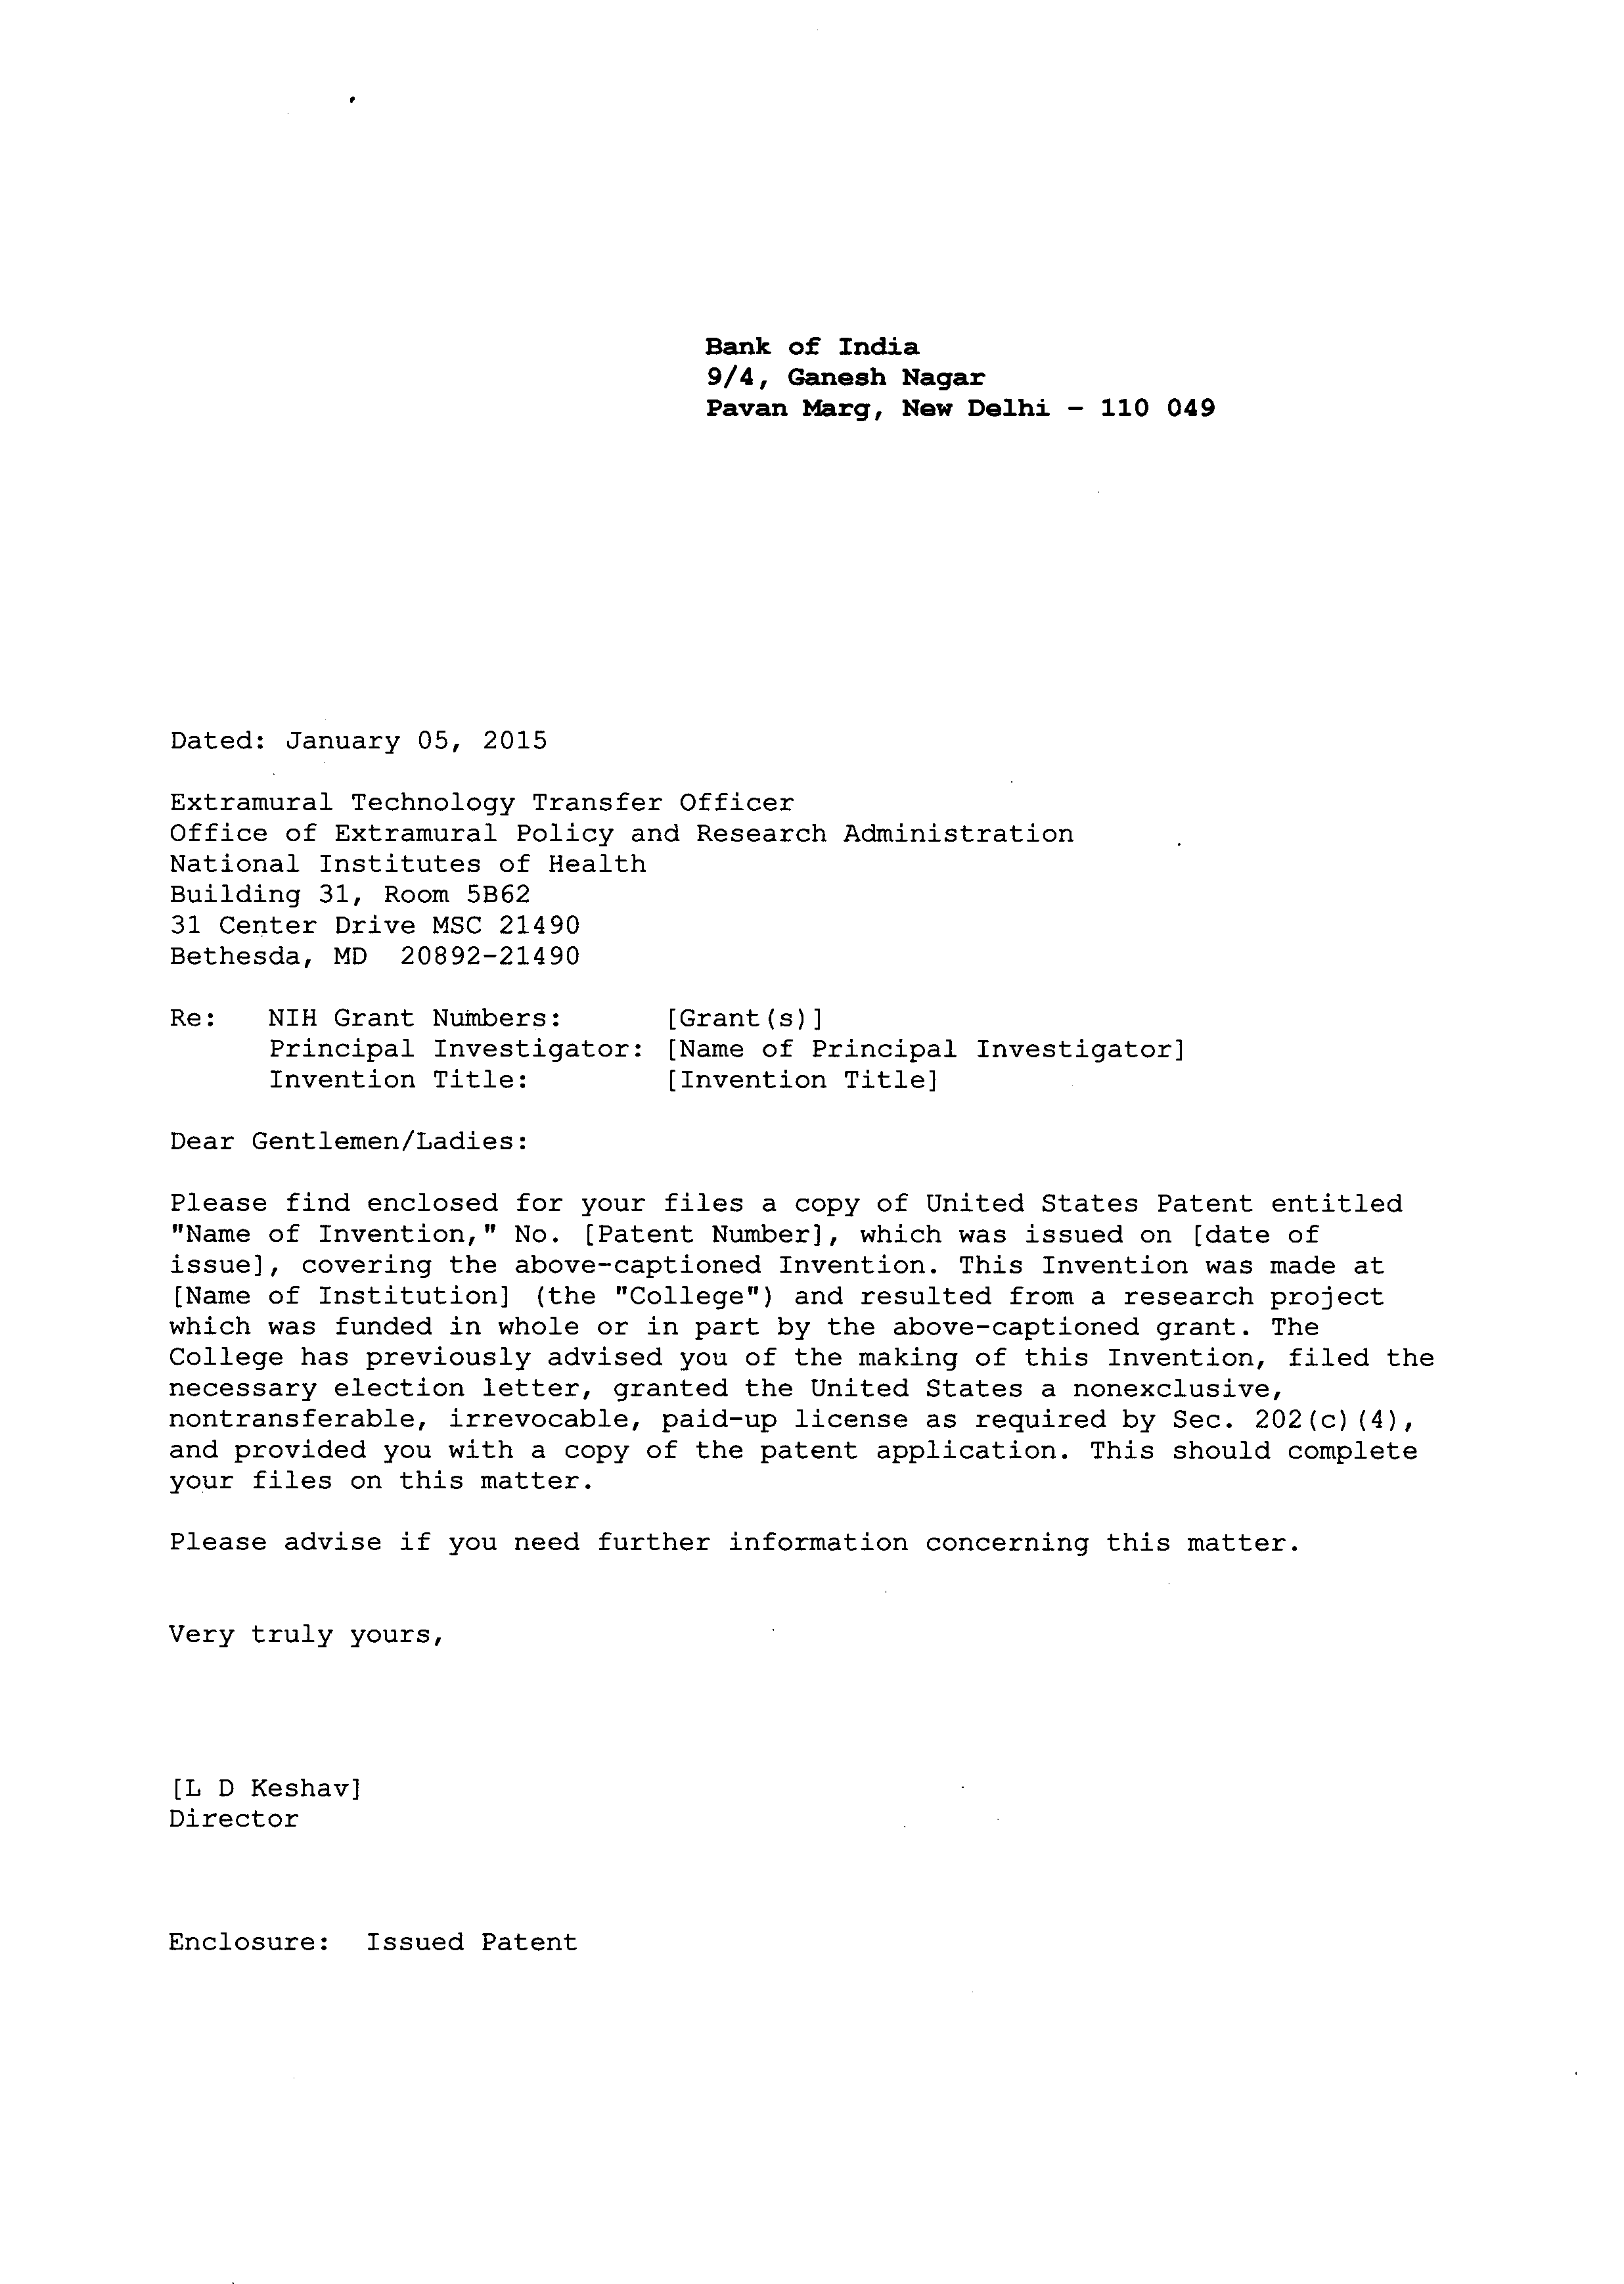 Bank of India
9/4, Ganesh Nagar
Pavan Marg, New Delhi - 110 049
Dated: January 05, 2015
Extramural Technology Transfer Officer
Office of Extramural Policy and Research Administration
National Institutes of Health
Building 31, Room 5B62
31 Center Drive MSC 21490
Bethesda, MD  20892-21490
Re: NIH Grant Numbers: [Grant(s)]
Principal Investigator: [Name of Principal Investigator]
Invention Title: [Invention Title]
Dear Gentlemen/Ladies:
Please find enclosed for your files a copy of United States Patent entitled
"Name of Invention," No. [Patent Number], which was issued on [date of
issue], covering the above-captioned Invention. This Invention was made at
[Name of Institution] (the "College") and resulted from a research project
which was funded in whole or in part by the above-captioned grant. The
College has previously advised you of the making of this Invention, filed the
necessary election letter, granted the United States a nonexclusive,
nontransferable, irrevocable, paid-up license as required by Sec. 202(c)(4),
and provided you with a copy of the patent application. This should complete
your files on this matter.
Please advise if you need further information concerning this matter.
Very truly yours,
[L D Keshav]
Director
Enclosure: Issued Patent